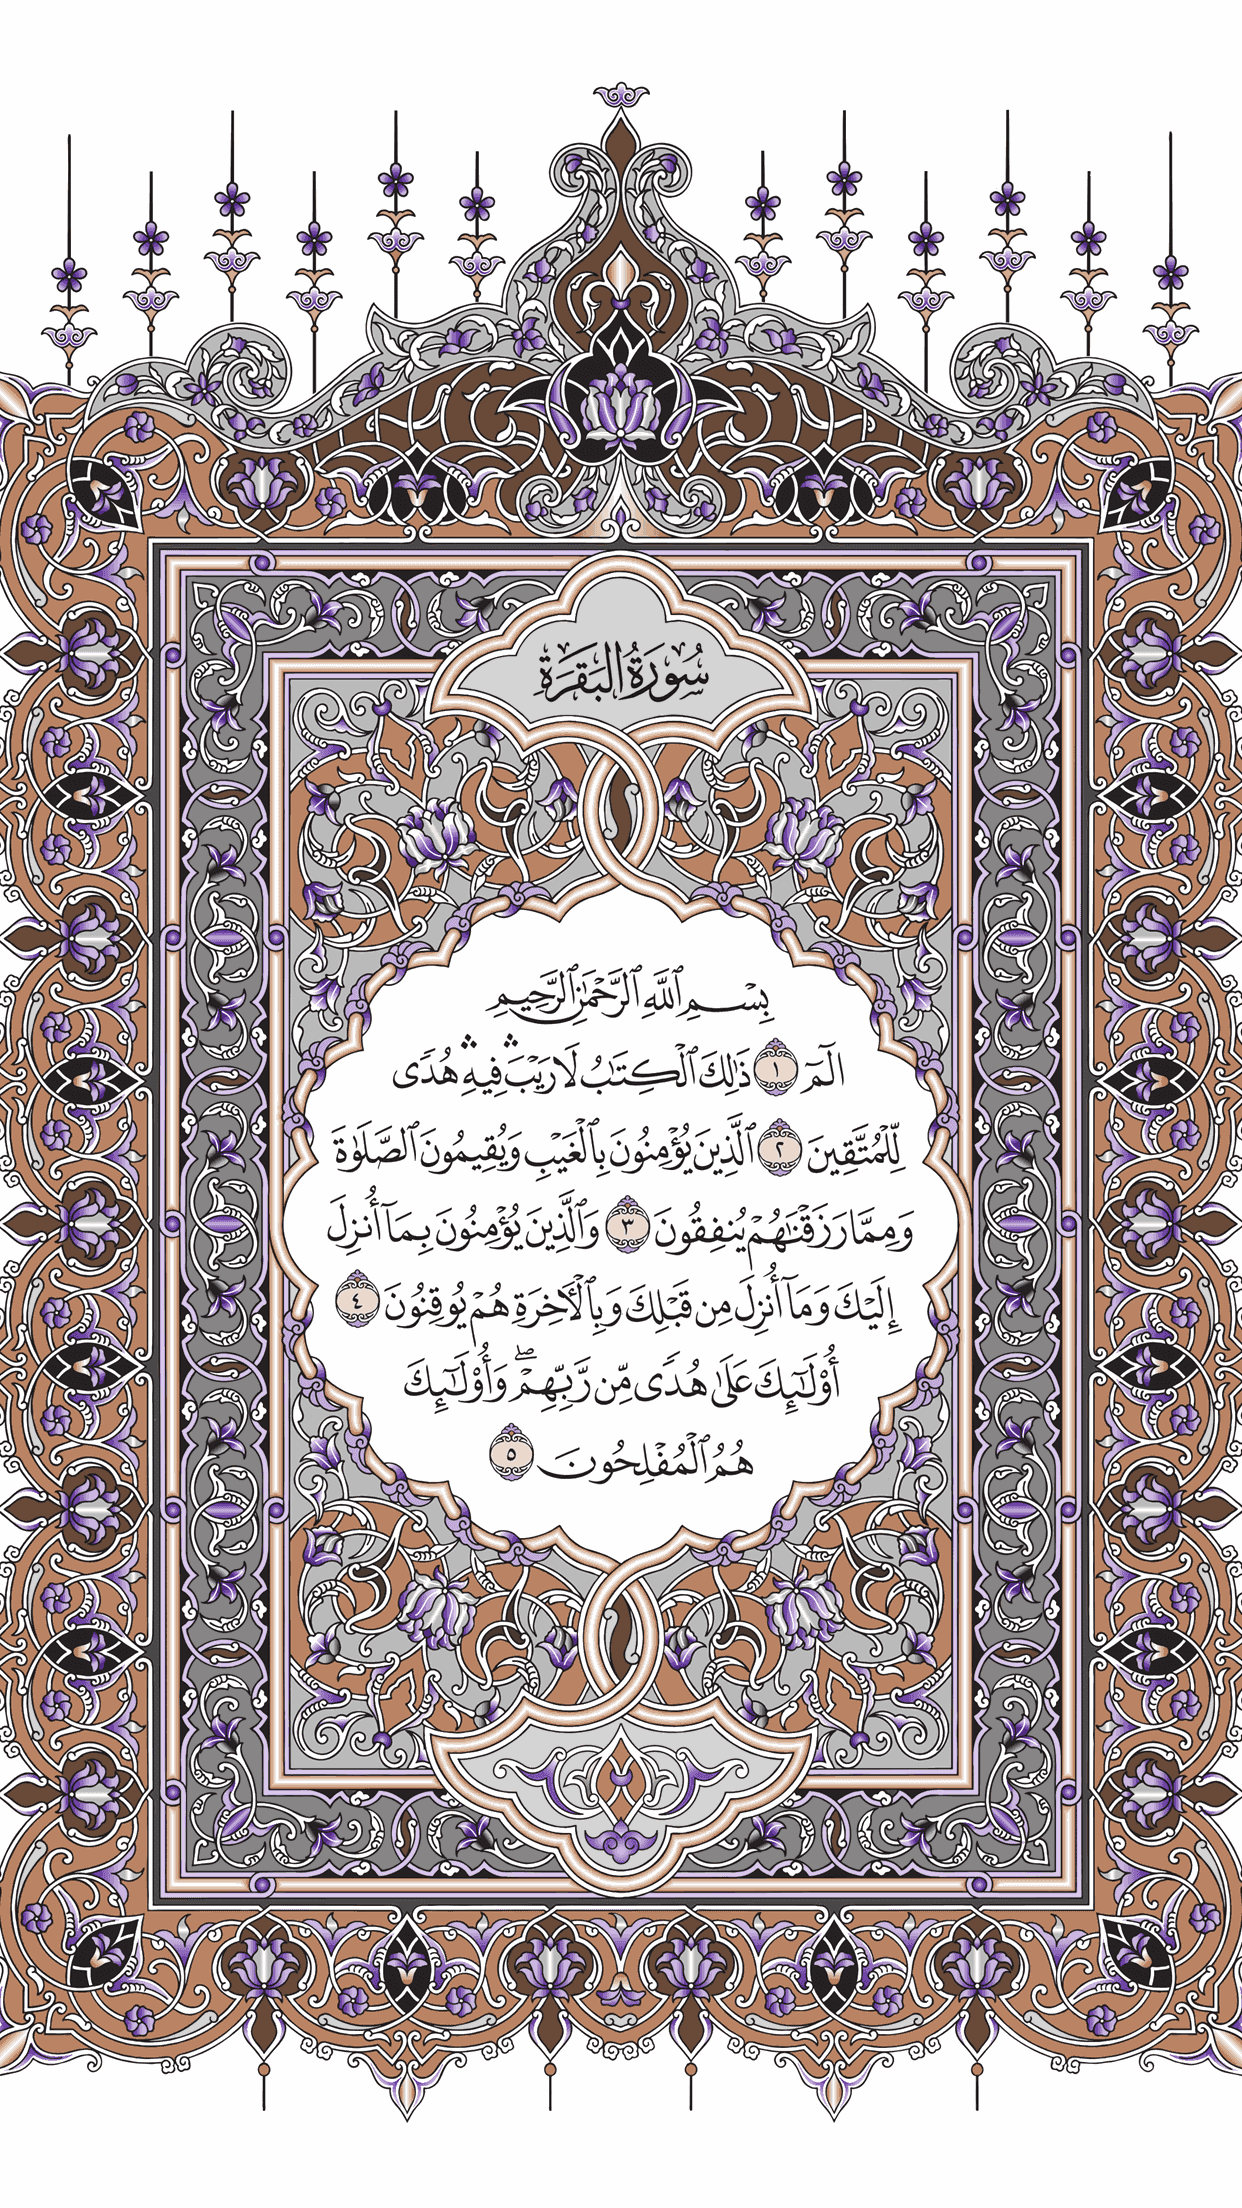 سُورَةُ البَقَرَةِ
بِسْمِ ٱللَّهِ ٱلرَّحْمَٰنِ ٱلرَّحِيمِ
الٓمٓ ١ ذَٰلِكَ ٱلْكِتَٰبُ لَا رَيْبَ ۛ فِيهِ ۛ هُدًى
لِّلْمُتَّقِينَ ٢ ٱلَّذِينَ يُؤْمِنُونَ بِٱلْغَيْبِ وَيُقِيمُونَ ٱلصَّلَوٰةَ
وَمِمَّا رَزَقْنَٰهُمْ يُنفِقُونَ ٣ وَٱلَّذِينَ يُؤْمِنُونَ بِمَآ أُنزِلَ
إِلَيْكَ وَمَآ أُنزِلَ مِن قَبْلِكَ وَبِٱلْءَاخِرَةِ هُمْ يُوقِنُونَ ٤
أُو۟لَٰٓئِكَ عَلَىٰ هُدًى مِّن رَّبِّهِمْ ۖ وَأُو۟لَٰٓئِكَ
هُمُ ٱلْمُفْلِحُونَ ٥